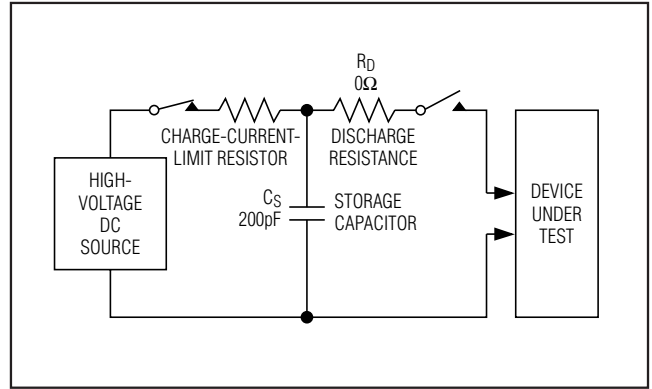 R_D
0Ω
CHARGE-CURRENT-
LIMIT RESISTOR
DISCHARGE
RESISTANCE
HIGH-
VOLTAGE
DC
SOURCE
C_S
200pF
STORAGE
CAPACITOR
DEVICE
UNDER
TEST